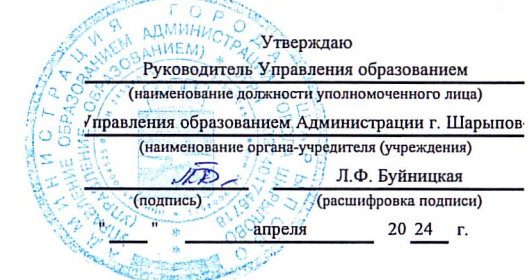 Утверждаю
Руководитель Управления образованием
(наименование должности уполномоченного лица)
Управления образованием Администрации г. Шарыпов
(наименование органа-учредителя (учреждения)
Л.Ф. Буйницкая
(подпись) (расшифровка подписи)
" " апреля 20 24 г.